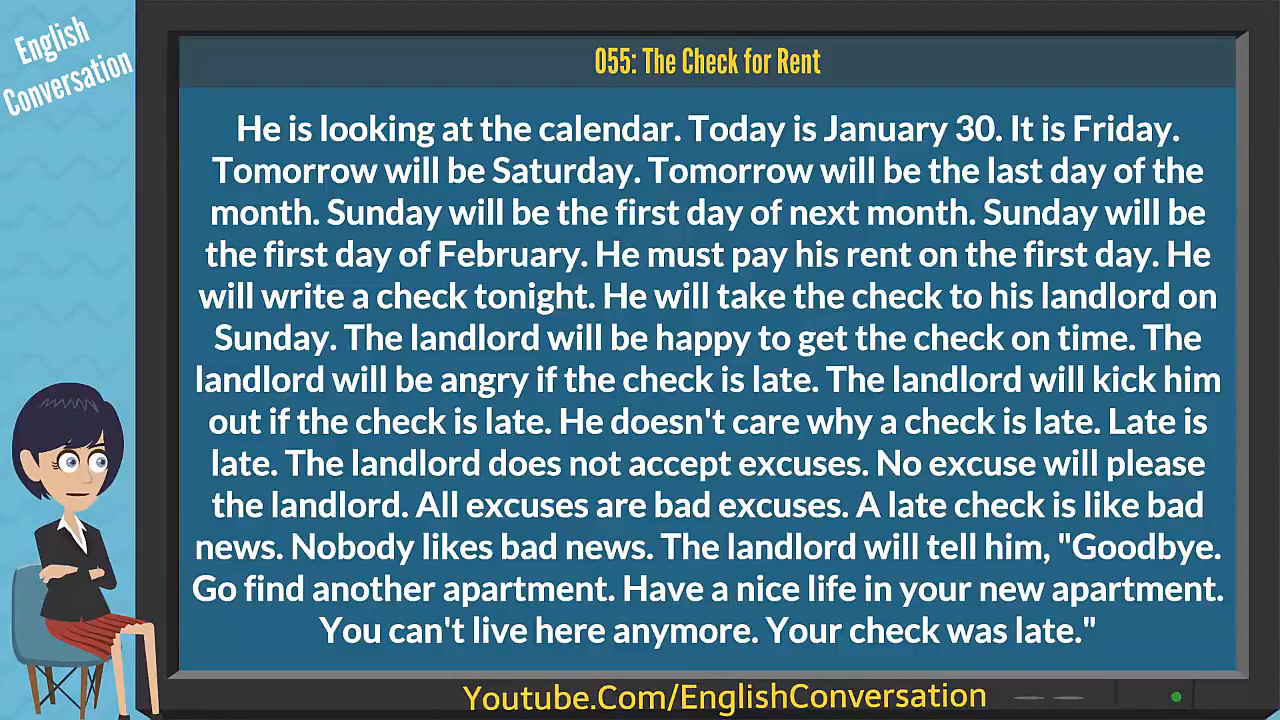 English
Conversation
055: The Check for Rent
He is looking at the calendar. Today is January 30. It is Friday.
Tomorrow will be Saturday. Tomorrow will be the last day of the
month. Sunday will be the first day of next month. Sunday will be
the first day of February. He must pay his rent on the first day. He
will write a check tonight. He will take the check to his landlord on
Sunday. The landlord will be happy to get the check on time. The
landlord will be angry if the check is late. The landlord will kick him
out if the check is late. He doesn't care why a check is late. Late is
late. The landlord does not accept excuses. No excuse will please
the landlord. All excuses are bad excuses. A late check is like bad
news. Nobody likes bad news. The landlord will tell him, "Goodbye.
Go find another apartment. Have a nice life in your new apartment.
You can't live here anymore. Your check was late."
Youtube.Com/EnglishConversation